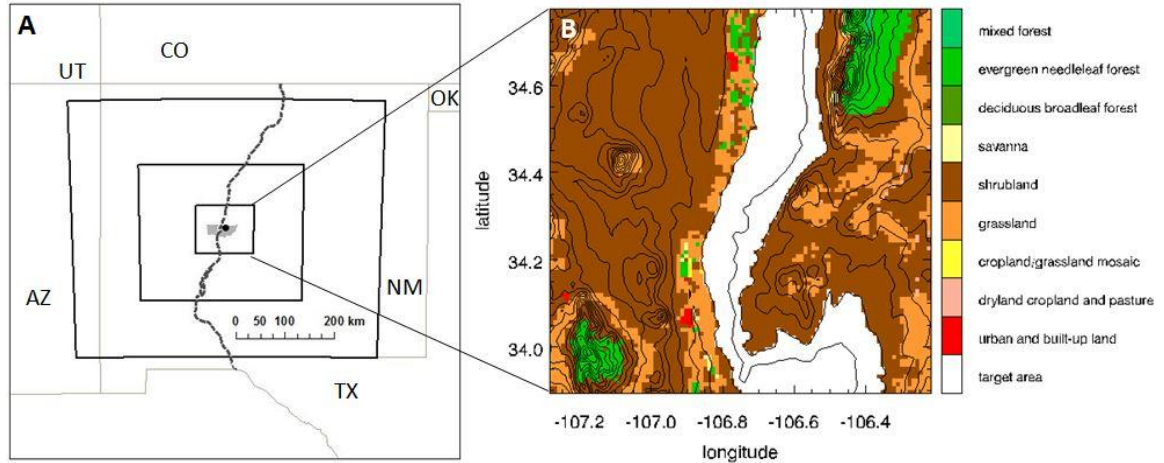 A
CO
UT
OK
AZ
NM
0 50 100 200 km
TX
B
34.6
34.4
34.2
34.0
latitude
-107.2 -107.0 -106.8 -106.6 -106.4
longitude
mixed forest
evergreen needleleaf forest
deciduous broadleaf forest
savanna
shrubland
grassland
cropland/grassland mosaic
dryland cropland and pasture
urban and built-up land
target area